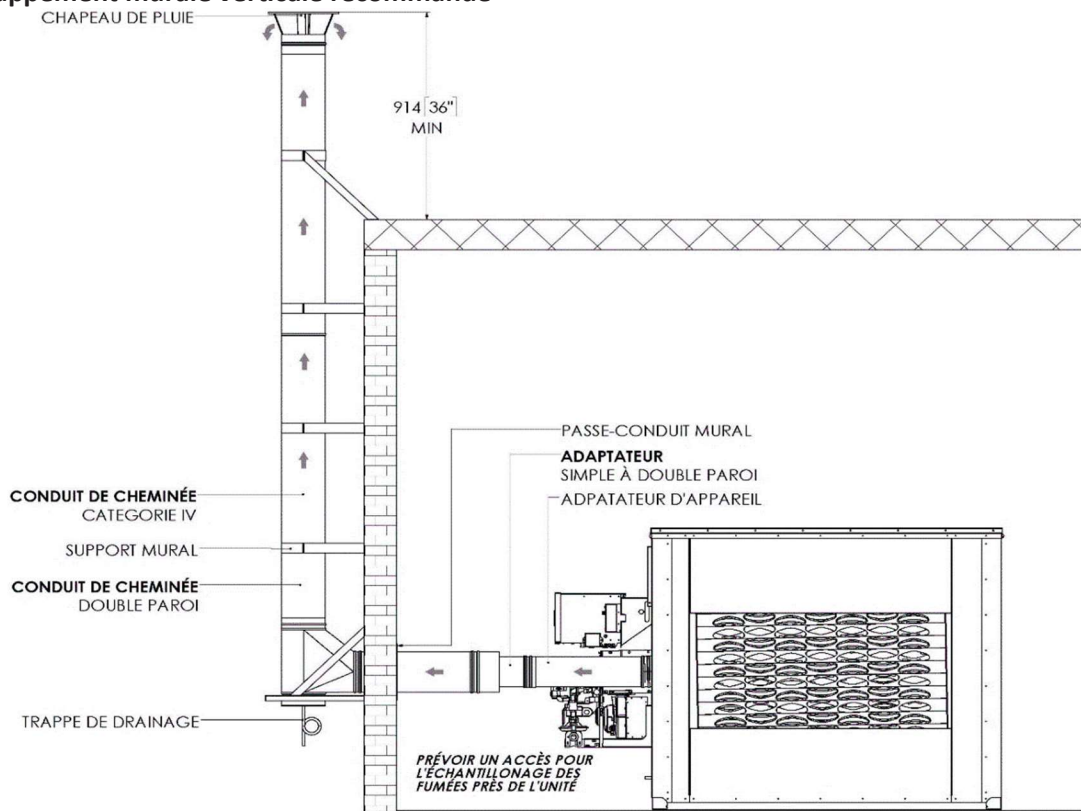 CHAPEAU DE PLUIE
914 [36"]
MIN
PASSE-CONDUIT MURAL
ADAPTATEUR
SIMPLE À DOUBLE PAROI
ADPATATEUR D'APPAREIL
CONDUIT DE CHEMINÉE
CATEGORIE IV
SUPPORT MURAL
CONDUIT DE CHEMINÉE
DOUBLE PAROI
TRAPPE DE DRAINAGE
PRÉVOIR UN ACCÈS POUR
L'ÉCHANTILLONAGE DES
FUMÉES PRÈS DE L'UNITÉ